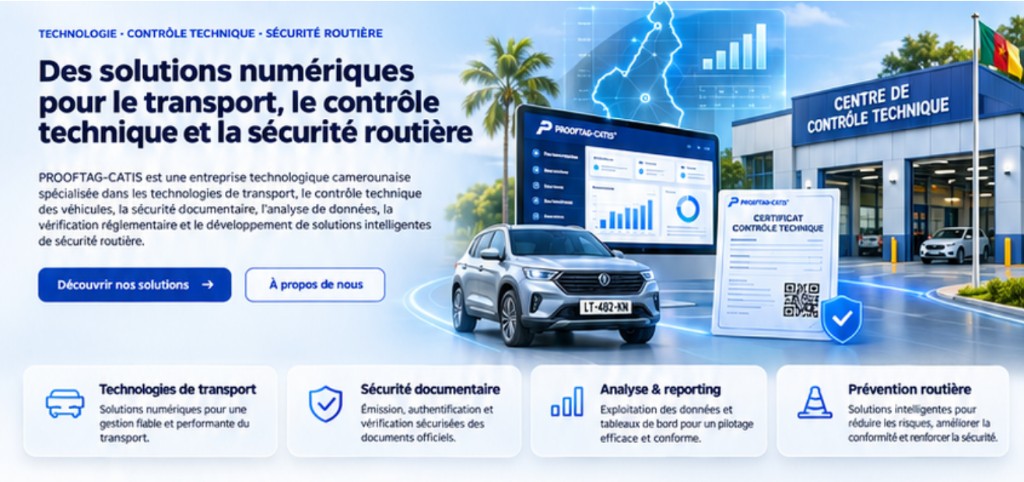 TECHNOLOGIE • CONTRÔLE TECHNIQUE • SÉCURITÉ ROUTIÈRE
Des solutions numériques
pour le transport, le contrôle
technique et la sécurité routière
PROOFTAG-CATIS est une entreprise technologique camerounaise
spécialisée dans les technologies de transport, le contrôle technique
des véhicules, la sécurité documentaire, l'analyse de données, la
vérification réglementaire et le développement de solutions intelligentes
de sécurité routière.
Découvrir nos solutions →
À propos de nous
PROOFTAG-CATIS
CENTRE DE
CONTRÔLE TECHNIQUE
PROOFTAG-CATIS
CERTIFICAT
CONTRÔLE TECHNIQUE
LT-482-KN
Technologies de transport
Solutions numériques pour une
gestion fiable et performante du
transport.
Sécurité documentaire
Émission, authentification et
vérification sécurisées des
documents officiels.
Analyse & reporting
Exploitation des données et
tableaux de bord pour un pilotage
efficace et conforme.
Prévention routière
Solutions intelligentes pour
réduire les risques, améliorer la
conformité et renforcer la sécurité.